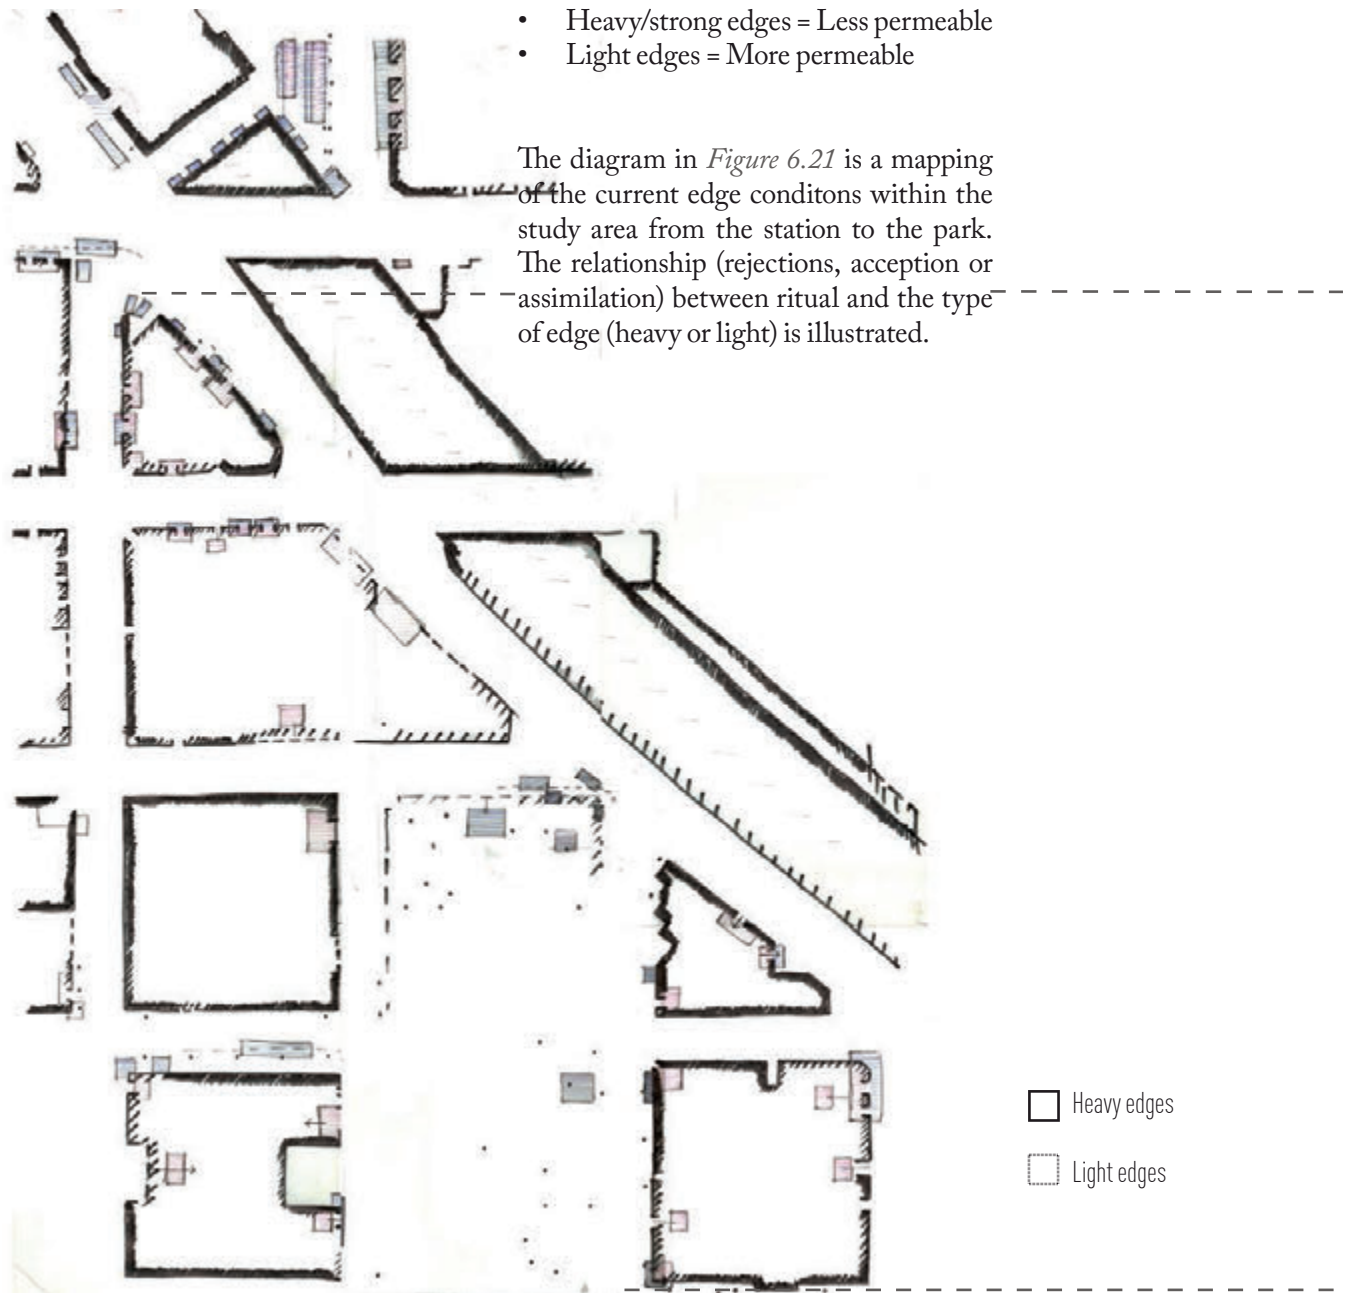 • Heavy/strong edges = Less permeable
• Light edges = More permeable
The diagram in Figure 6.21 is a mapping
of the current edge conditons within the
study area from the station to the park.
The relationship (rejections, acception or
assimilation) between ritual and the type
of edge (heavy or light) is illustrated.
Heavy edges
Light edges